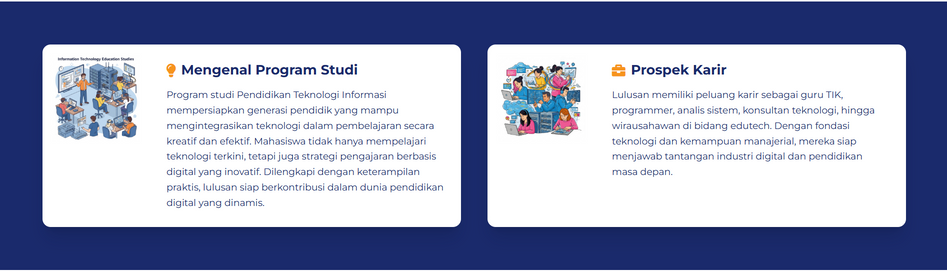 Information Technology Education Studies
Mengenal Program Studi
Program studi Pendidikan Teknologi Informasi
mempersiapkan generasi pendidik yang mampu
mengintegrasikan teknologi dalam pembelajaran secara
kreatif dan efektif. Mahasiswa tidak hanya mempelajari
teknologi terkini, tetapi juga strategi pengajaran berbasis
digital yang inovatif. Dilengkapi dengan keterampilan
praktis, lulusan siap berkontribusi dalam dunia pendidikan
digital yang dinamis.
Prospek Karir
Lulusan memiliki peluang karir sebagai guru TIK,
programmer, analis sistem, konsultan teknologi, hingga
wirausahawan di bidang edutech. Dengan fondasi
teknologi dan kemampuan manajerial, mereka siap
menjawab tantangan industri digital dan pendidikan
masa depan.